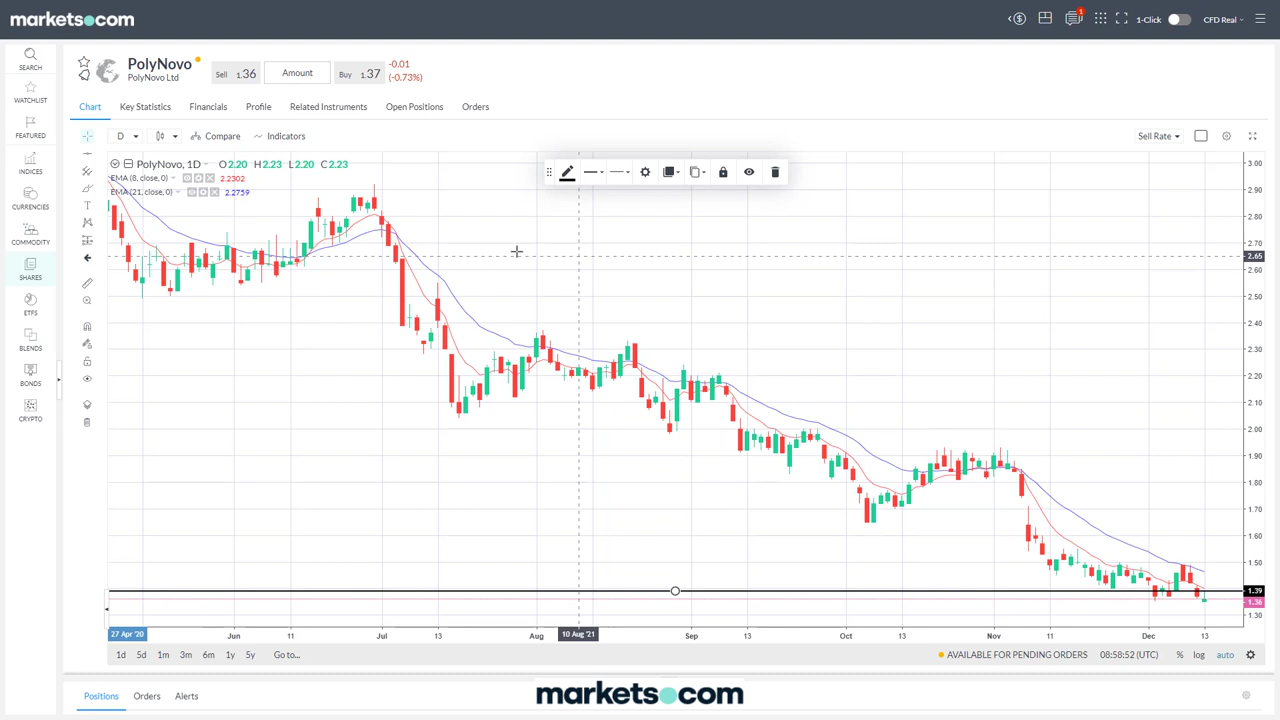 markets.com
1
1-Click
CFD Real
SEARCH
WATCHLIST
FEATURED
INDICES
CURRENCIES
COMMODITY
SHARES
ETFS
BLENDS
BONDS
CRYPTO
PolyNovo
PolyNovo Ltd
Sell 1.36
Amount
Buy 1.37
-0.01
(-0.73%)
Chart Key Statistics Financials Profile Related Instruments Open Positions Orders
D Compare Indicators Sell Rate
PolyNovo, 1D O2.20 H2.23 L2.20 C2.23
EMA (8, close, 0) 2.2302
EMA (21, close, 0) 2.2759
3.00
2.90
2.80
2.70
2.65
2.60
2.50
2.40
2.30
2.20
2.10
2.00
1.90
1.80
1.70
1.60
1.50
1.39
1.36
1.30
27 Apr '20 Jun 11 Jul 13 Aug 10 Aug '21 Sep 13 Oct 13 Nov 11 Dec 13
1d 5d 1m 3m 6m 1y 5y Go to... AVAILABLE FOR PENDING ORDERS 08:58:52 (UTC) % log auto
Positions Orders Alerts
markets.com